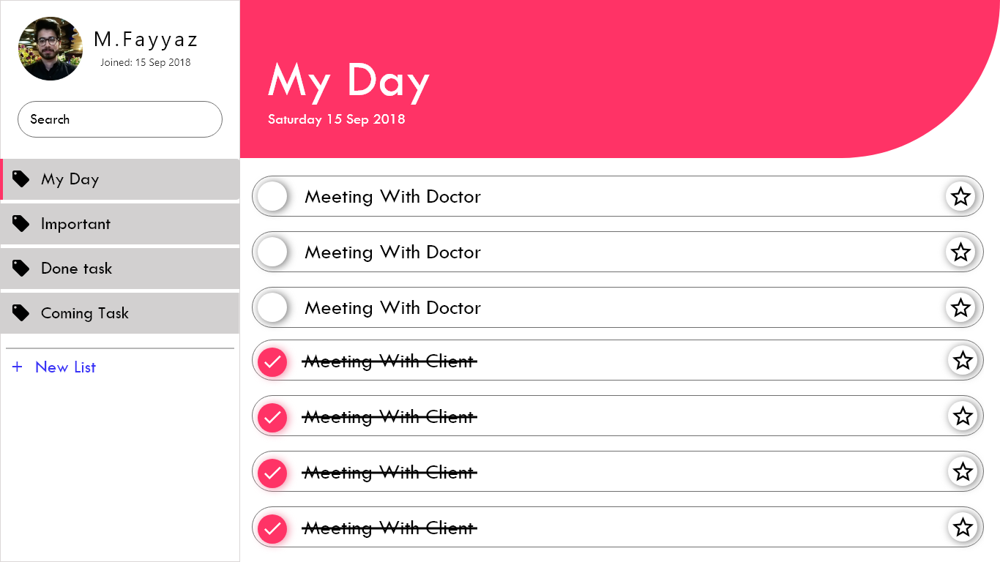 M.Fayyaz
Joined: 15 Sep 2018
Search
My Day
Important
Done task
Coming Task
+ New List
My Day
Saturday 15 Sep 2018
Meeting With Doctor
Meeting With Doctor
Meeting With Doctor
Meeting With Client
Meeting With Client
Meeting With Client
Meeting With Client